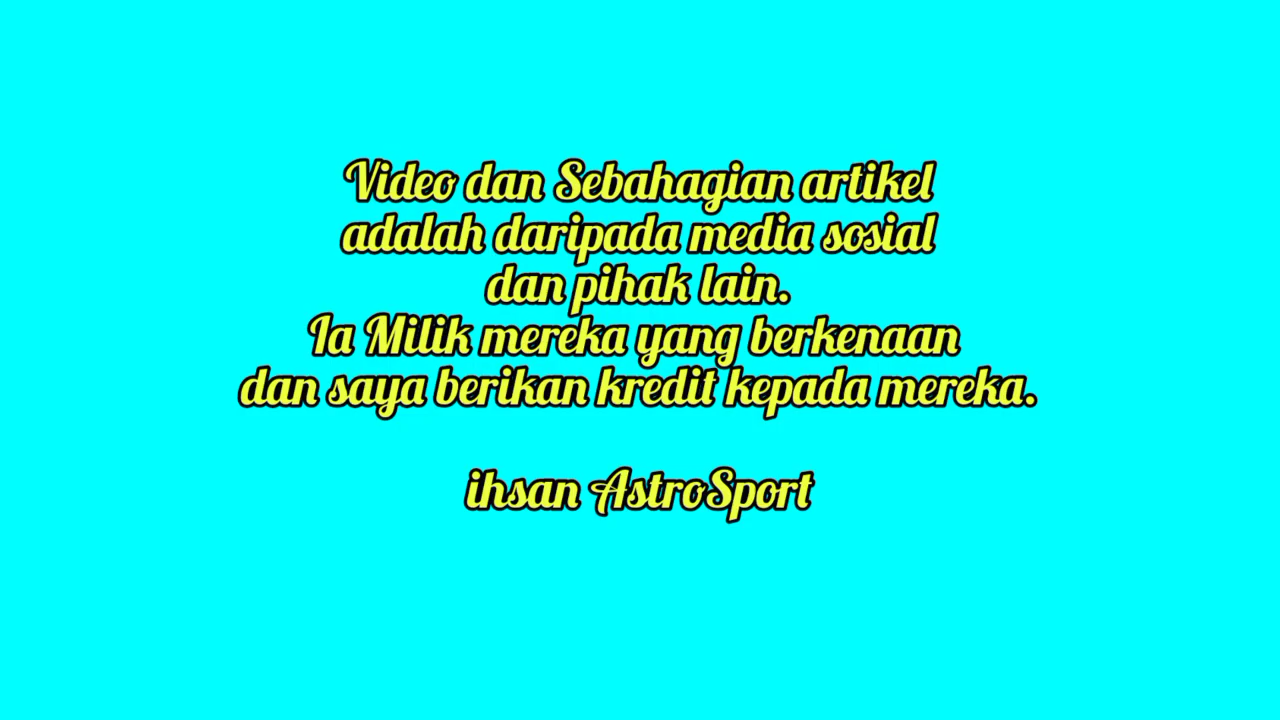 Video dan Sebahagian artikel
adalah daripada media sosial
dan pihak lain.
Ia Milik mereka yang berkenaan
dan saya berikan kredit kepada mereka.
ihsan AstroSport